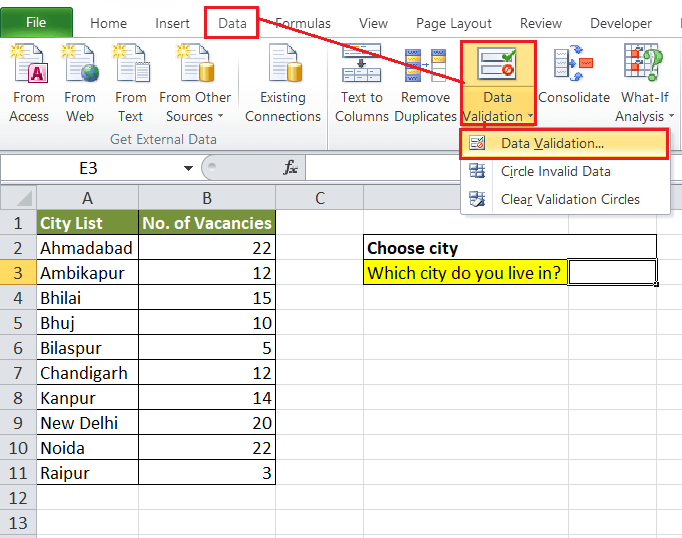 File Home Insert Data Formulas View Page Layout Review Developer
From Access From Web From Text From Other Sources Existing Connections Text to Columns Remove Duplicates Data Validation Consolidate What-If Analysis
Get External Data
Data Validation...
Circle Invalid Data
Clear Validation Circles
E3 fx
A B C
1 City List No. of Vacancies
2 Ahmadabad 22 Choose city
3 Ambikapur 12 Which city do you live in?
4 Bhilai 15
5 Bhuj 10
6 Bilaspur 5
7 Chandigarh 12
8 Kanpur 14
9 New Delhi 20
10 Noida 22
11 Raipur 3
12
13